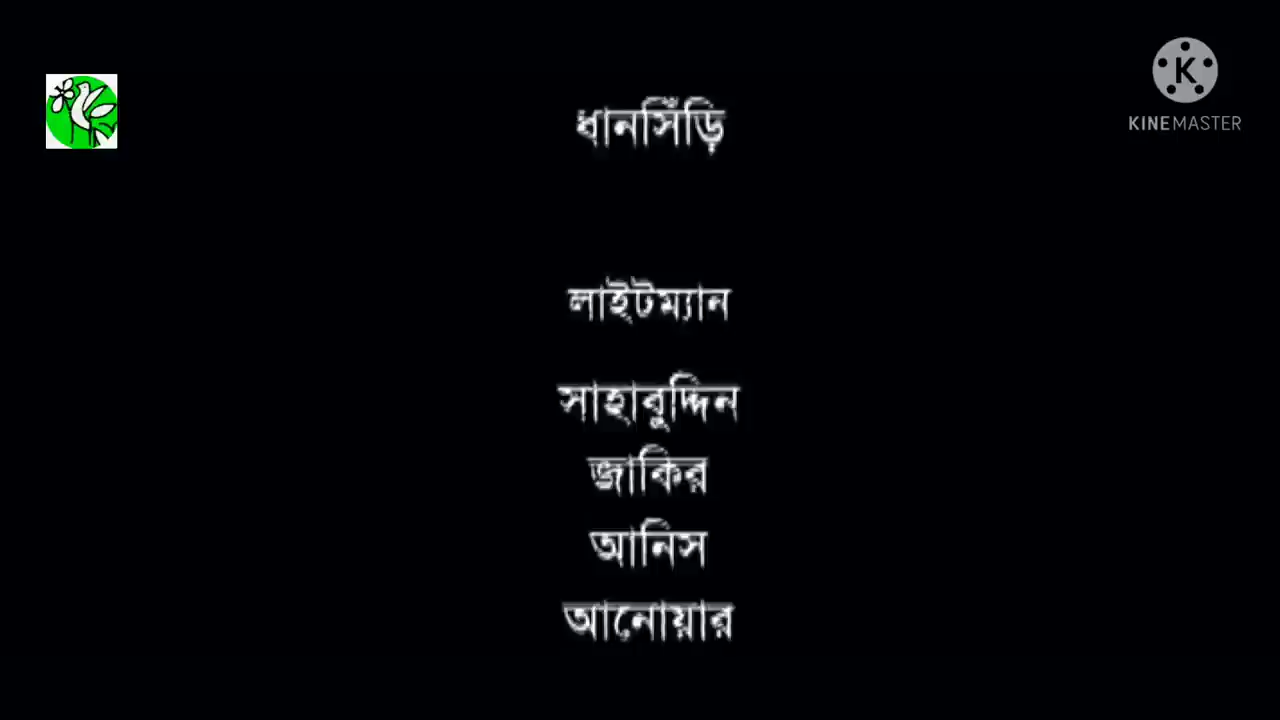 ধানসিঁড়ি
KINEMASTER
লাইটম্যান
সাহাবুদ্দিন
জাকির
আনিস
আনোয়ার